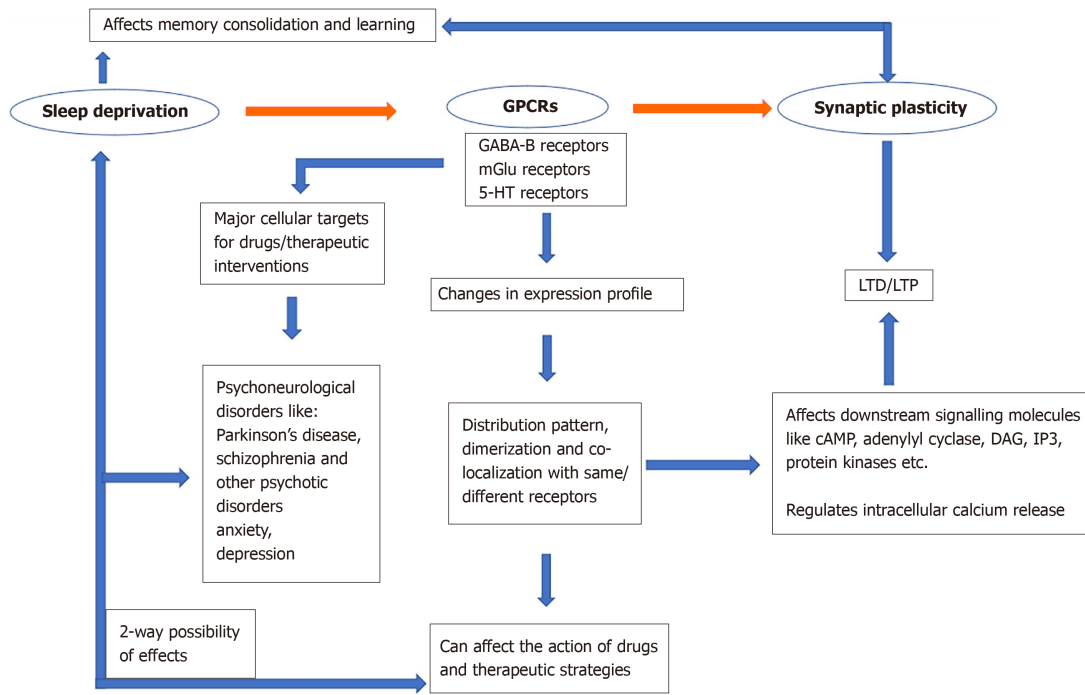 Affects memory consolidation and learning
Sleep deprivation
GPCRs
Synaptic plasticity
GABA-B receptors
mGlu receptors
5-HT receptors
Major cellular targets
for drugs/therapeutic
interventions
Changes in expression profile
LTD/LTP
Psychoneurological
disorders like:
Parkinson’s disease,
schizophrenia and
other psychotic
disorders
anxiety,
depression
Distribution pattern,
dimerization and co-
localization with same/
different receptors
Affects downstream signalling molecules
like cAMP, adenylyl cyclase, DAG, IP3,
protein kinases etc.
Regulates intracellular calcium release
2-way possibility
of effects
Can affect the action of drugs
and therapeutic strategies